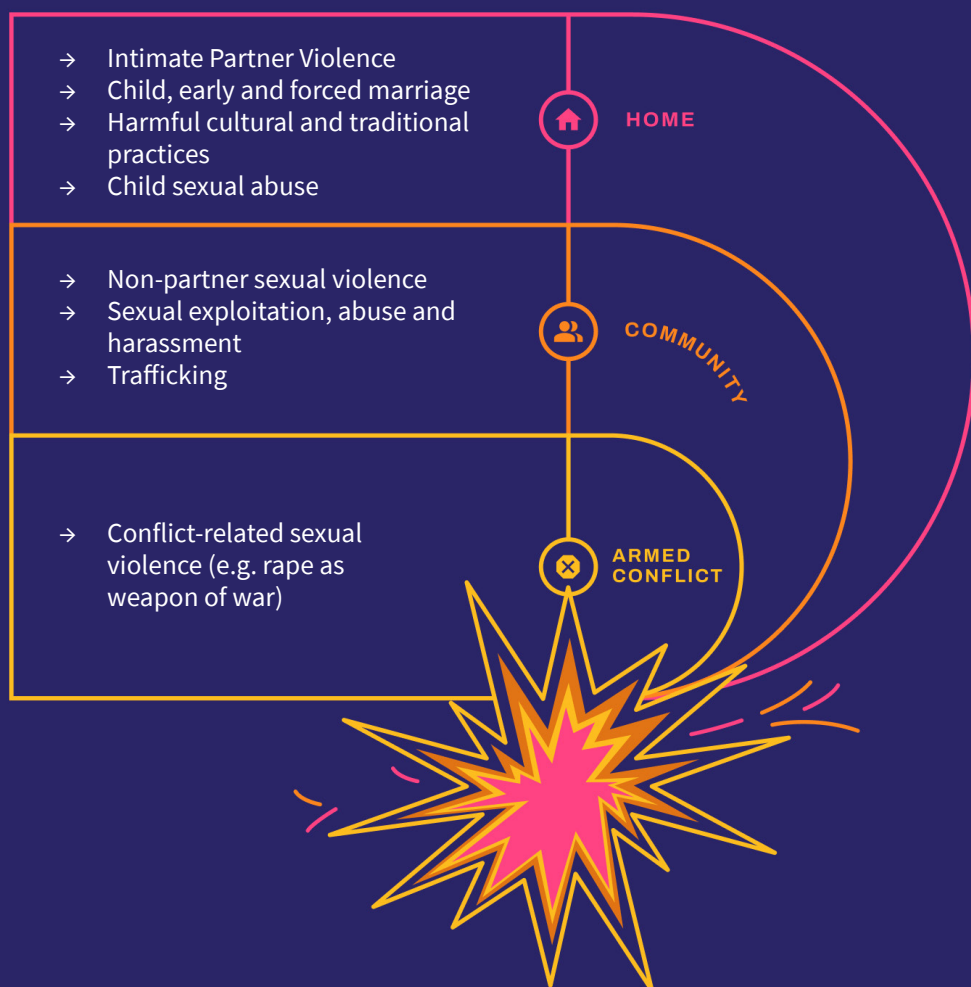 → Intimate Partner Violence
→ Child, early and forced marriage
→ Harmful cultural and traditional
practices
→ Child sexual abuse
HOME
→ Non-partner sexual violence
→ Sexual exploitation, abuse and
harassment
→ Trafficking
COMMUNITY
→ Conflict-related sexual
violence (e.g. rape as
weapon of war)
ARMED
CONFLICT